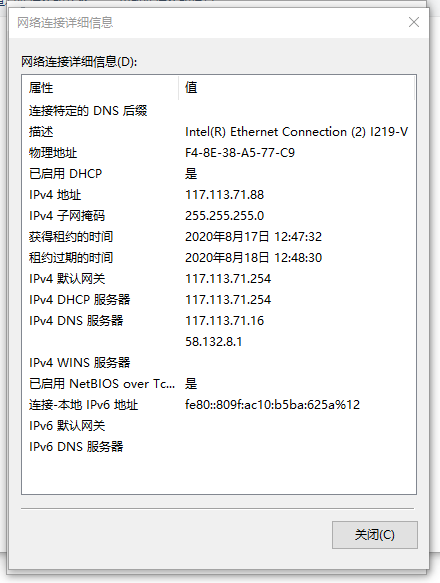 网络连接详细信息
网络连接详细信息(D):
属性 值
连接特定的 DNS 后缀
描述 Intel(R) Ethernet Connection (2) I219-V
物理地址 F4-8E-38-A5-77-C9
已启用 DHCP 是
IPv4 地址 117.113.71.88
IPv4 子网掩码 255.255.255.0
获得租约的时间 2020年8月17日 12:47:32
租约过期的时间 2020年8月18日 12:48:30
IPv4 默认网关 117.113.71.254
IPv4 DHCP 服务器 117.113.71.254
IPv4 DNS 服务器 117.113.71.16
58.132.8.1
IPv4 WINS 服务器
已启用 NetBIOS over Tc... 是
连接-本地 IPv6 地址 fe80::809f:ac10:b5ba:625a%12
IPv6 默认网关
IPv6 DNS 服务器
关闭(C)